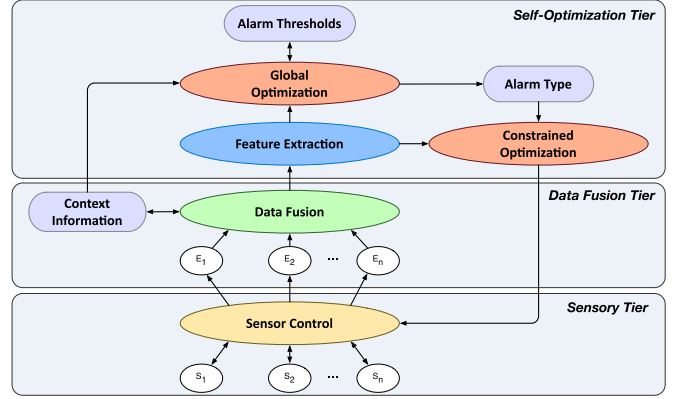 Self-Optimization Tier
Alarm Thresholds
Global
Optimization
Alarm Type
Feature Extraction
Constrained
Optimization
Data Fusion Tier
Context
Information
Data Fusion
E1
E2
...
En
Sensory Tier
Sensor Control
S1
S2
...
Sn